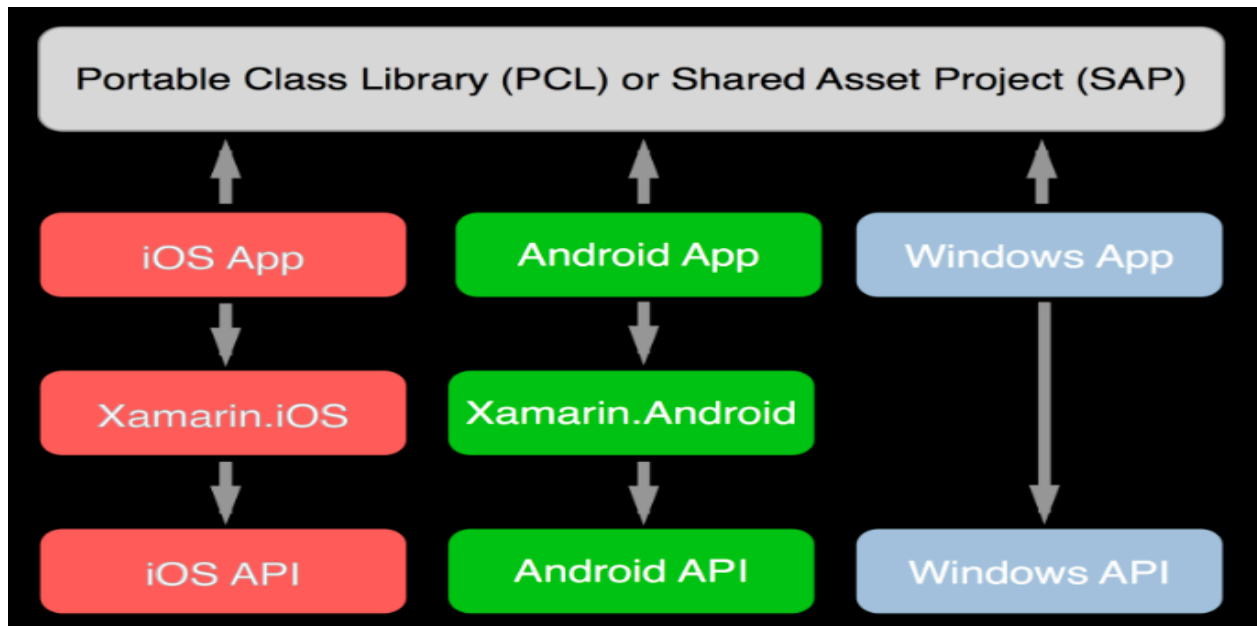 Portable Class Library (PCL) or Shared Asset Project (SAP)
iOS App
Android App
Windows App
Xamarin.iOS
Xamarin.Android
iOS API
Android API
Windows API